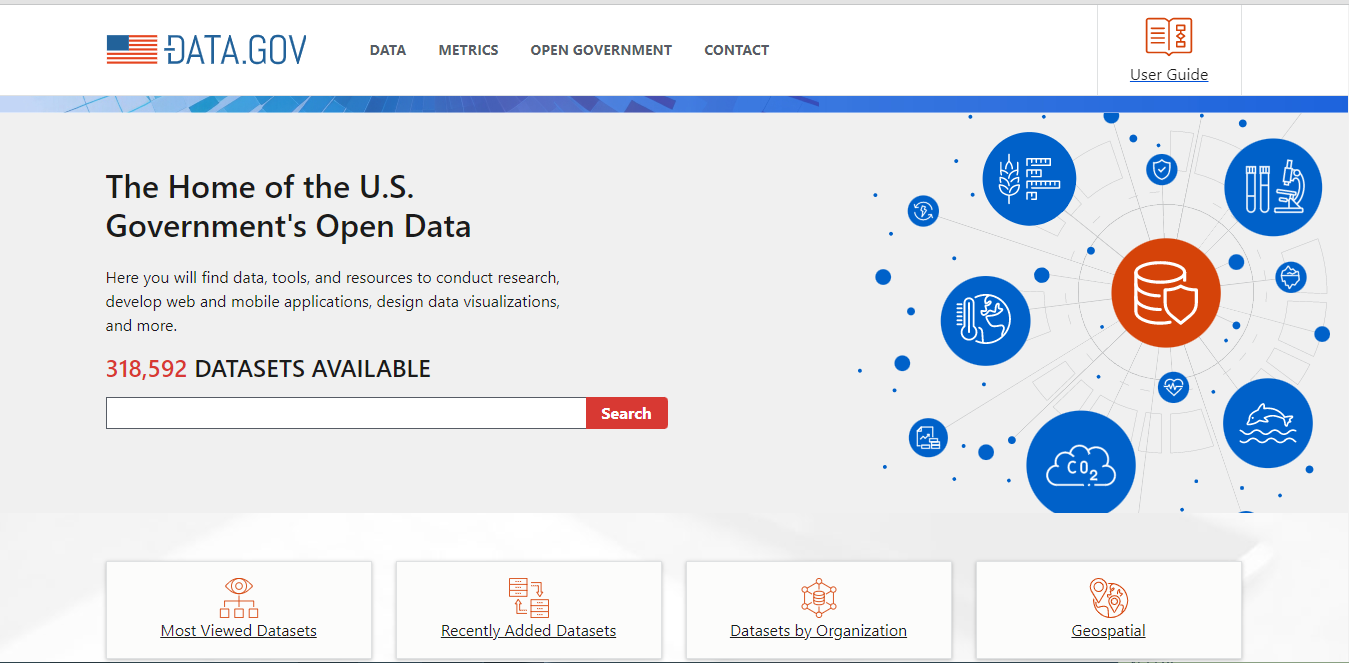 DATA.GOV
DATA METRICS OPEN GOVERNMENT CONTACT
User Guide
The Home of the U.S.
Government's Open Data
Here you will find data, tools, and resources to conduct research,
develop web and mobile applications, design data visualizations,
and more.
318,592 DATASETS AVAILABLE
Search
CO2
Most Viewed Datasets
Recently Added Datasets
Datasets by Organization
Geospatial